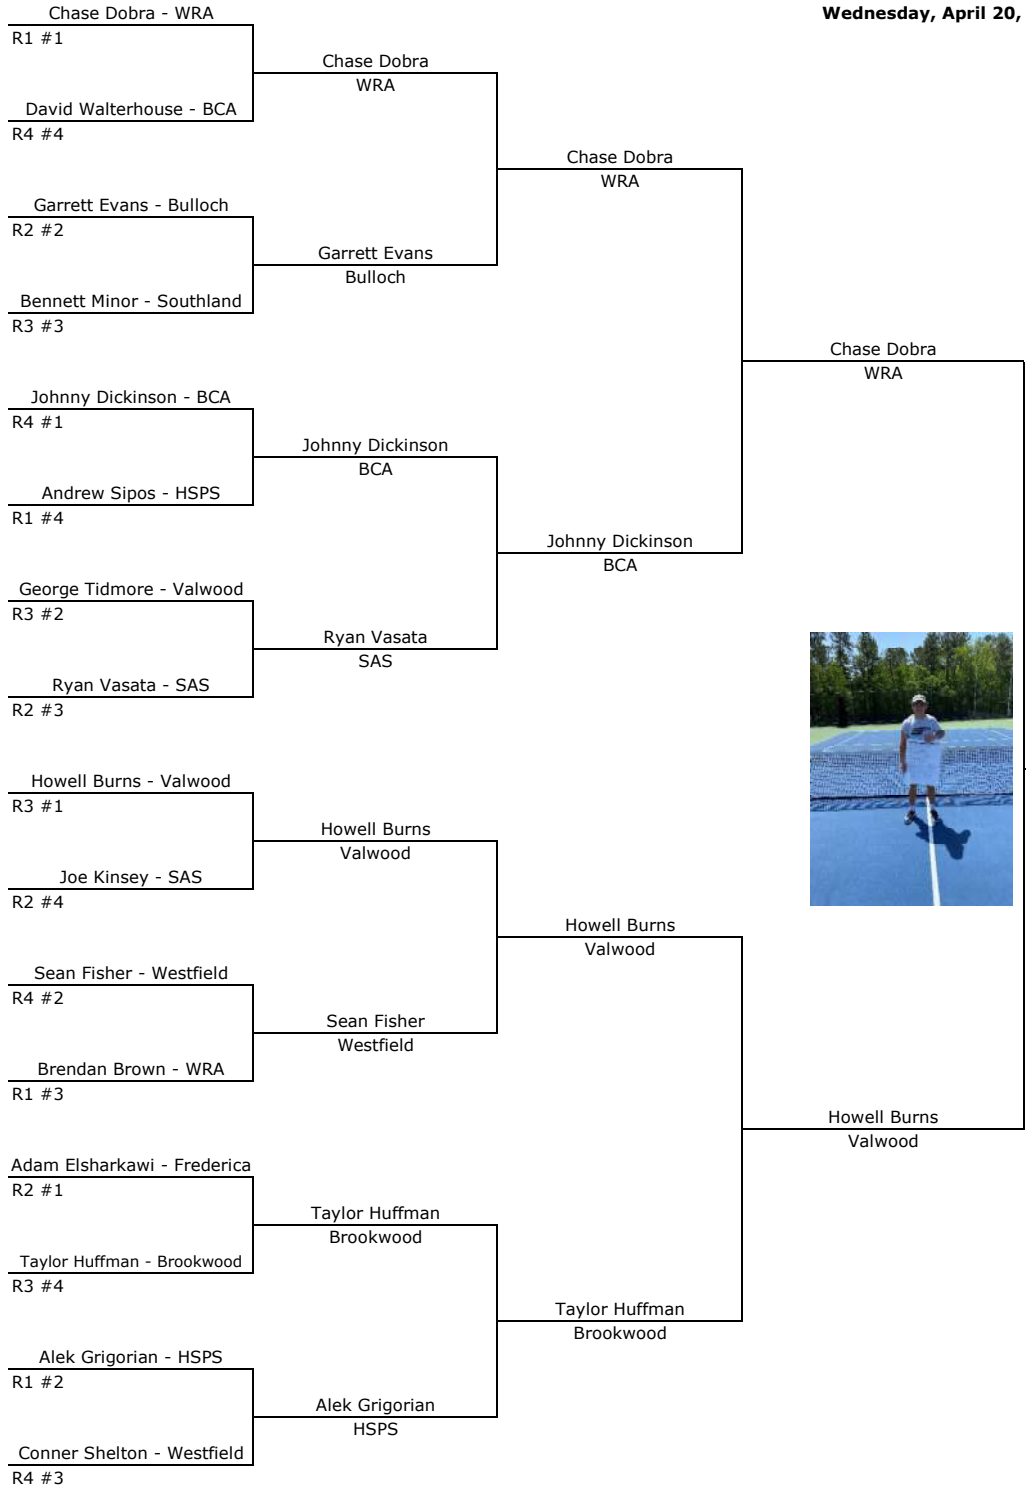 Chase Dobra - WRA
Wednesday, April 20,
R1 #1
Chase Dobra
WRA
David Walterhouse - BCA
R4 #4
Chase Dobra
WRA
Garrett Evans - Bulloch
R2 #2
Garrett Evans
Bulloch
Bennett Minor - Southland
R3 #3
Chase Dobra
WRA
Johnny Dickinson - BCA
R4 #1
Johnny Dickinson
BCA
Andrew Sipos - HSPS
R1 #4
Johnny Dickinson
BCA
George Tidmore - Valwood
R3 #2
Ryan Vasata
SAS
Ryan Vasata - SAS
R2 #3
Howell Burns - Valwood
R3 #1
Howell Burns
Valwood
Joe Kinsey - SAS
R2 #4
Howell Burns
Valwood
Sean Fisher - Westfield
R4 #2
Sean Fisher
Westfield
Brendan Brown - WRA
R1 #3
Howell Burns
Valwood
Adam Elsharkawi - Frederica
R2 #1
Taylor Huffman
Brookwood
Taylor Huffman - Brookwood
R3 #4
Taylor Huffman
Brookwood
Alek Grigorian - HSPS
R1 #2
Alek Grigorian
HSPS
Conner Shelton - Westfield
R4 #3